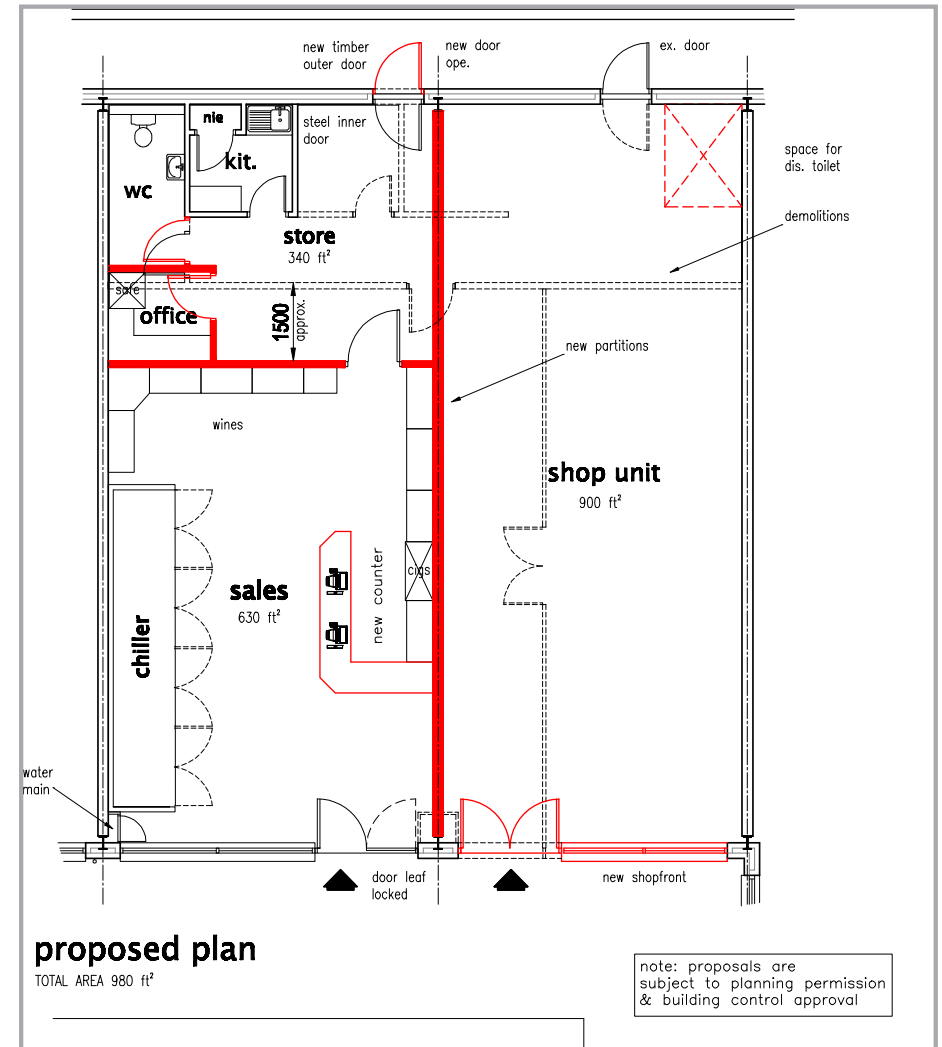 new timber
outer door
new door
ope.
ex. door
nie
steel inner
door
kit.
wc
space for
dis. toilet
demolitions
store
340 ft²
safe
office
1500
approx.
new partitions
wines
shop unit
900 ft²
cigs
new counter
sales
630 ft²
chiller
water
main
door leaf
locked
new shopfront
proposed plan
TOTAL AREA 980 ft²
note: proposals are
subject to planning permission
& building control approval